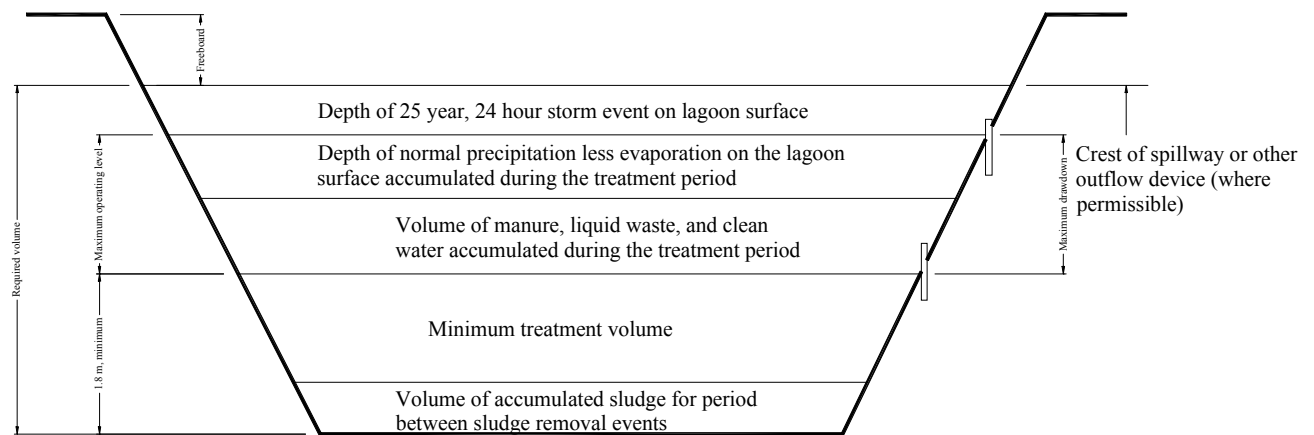 Freeboard
Depth of 25 year, 24 hour storm event on lagoon surface
Depth of normal precipitation less evaporation on the lagoon
surface accumulated during the treatment period
Crest of spillway or other
outflow device (where
permissible)
Maximum operating level
Maximum drawdown
Volume of manure, liquid waste, and clean
water accumulated during the treatment period
Required volume
Minimum treatment volume
1.8 m, minimum
Volume of accumulated sludge for period
between sludge removal events